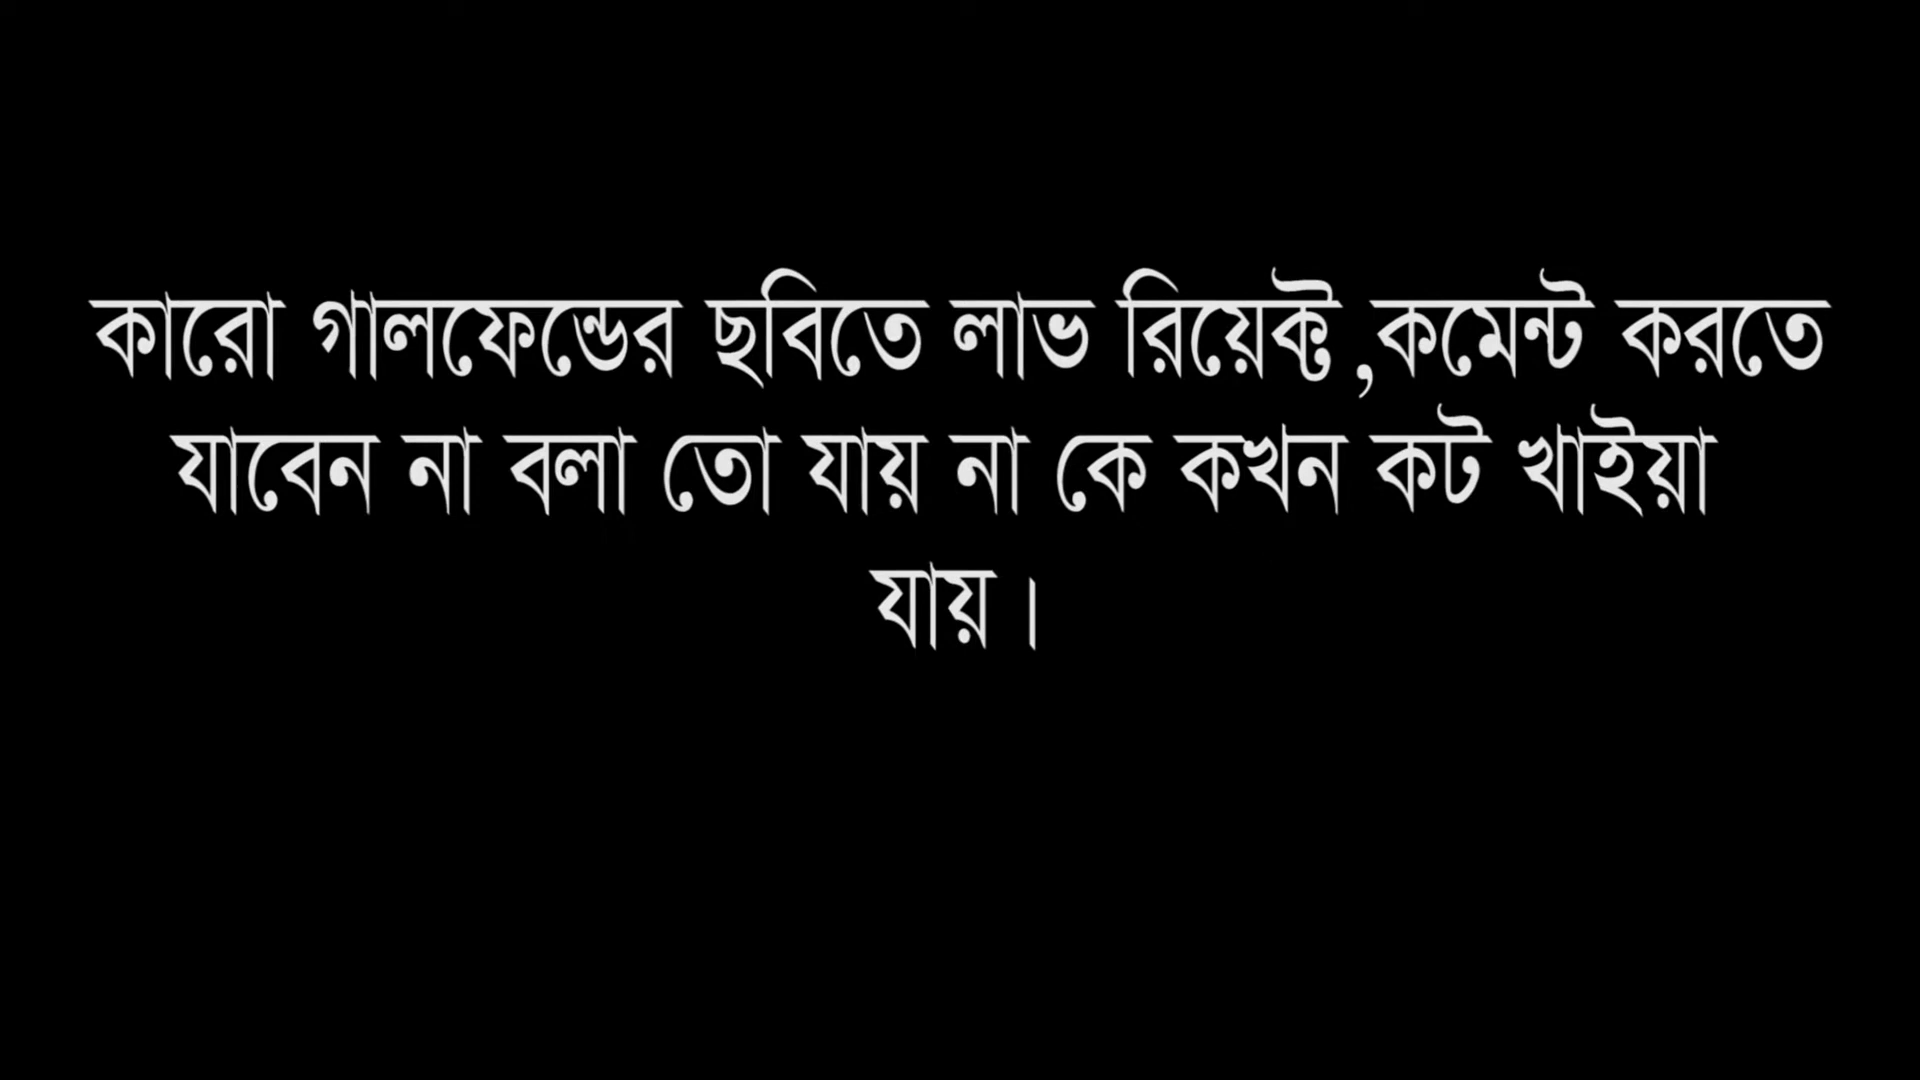 কারো গালফেন্ডের ছবিতে লাভ রিয়েক্ট ,কমেন্ট করতে
যাবেন না বলা তো যায় না কে কখন কট খাইয়া
যায় ।